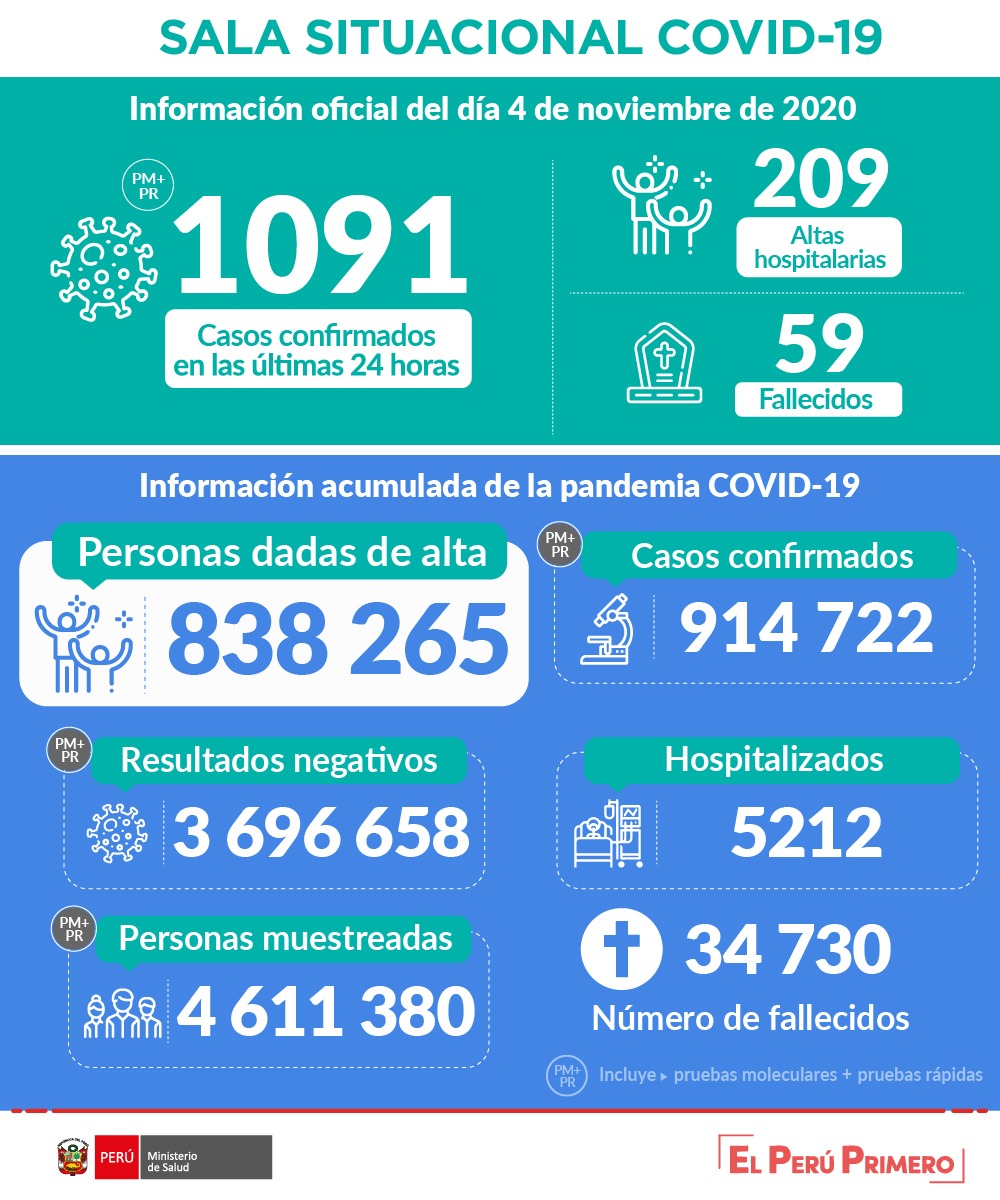 SALA SITUACIONAL COVID-19
Información oficial del día 4 de noviembre de 2020
PM+
PR
1091
Casos confirmados
en las últimas 24 horas
209
Altas
hospitalarias
59
Fallecidos
Información acumulada de la pandemia COVID-19
Personas dadas de alta
838 265
PM+
PR
Casos confirmados
914 722
PM+
PR
Resultados negativos
3 696 658
Hospitalizados
5212
PM+
PR
Personas muestreadas
4 611 380
34 730
Número de fallecidos
PM+
PR
Incluye ▸ pruebas moleculares + pruebas rápidas
PERÚ
Ministerio
de Salud
EL PERÚ PRIMERO